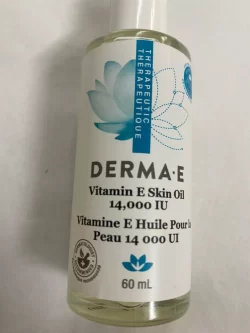 THERAPEUTIC
THÉRAPEUTIQUE
DERMA·E
Vitamin E Skin Oil
14,000 IU
Vitamine E Huile Pour la
Peau 14 000 UI
60 mL